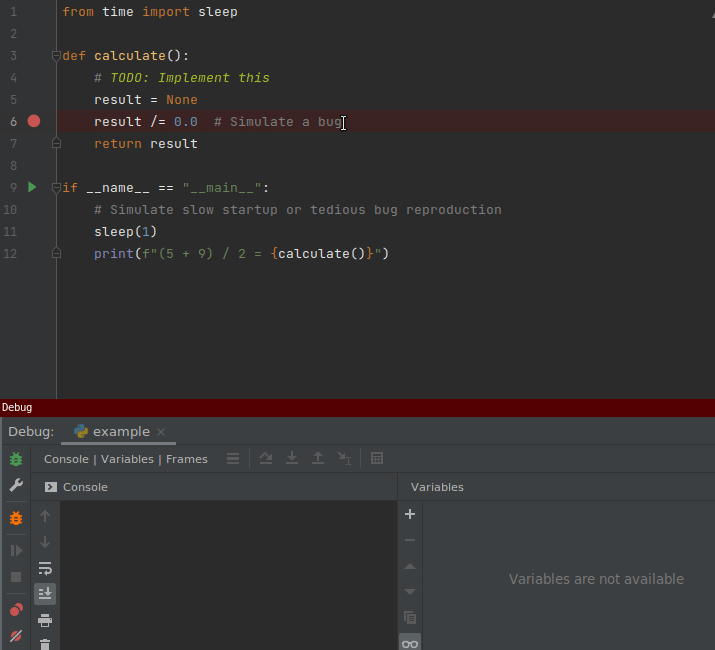 1 from time import sleep
2
3 def calculate():
4 # TODO: Implement this
5 result = None
6 result /= 0.0  # Simulate a bug
7 return result
8
9 if __name__ == "__main__":
10 # Simulate slow startup or tedious bug reproduction
11 sleep(1)
12 print(f"(5 + 9) / 2 = {calculate()}")
Debug
Debug: example
Console | Variables | Frames
Console
Variables
Variables are not available